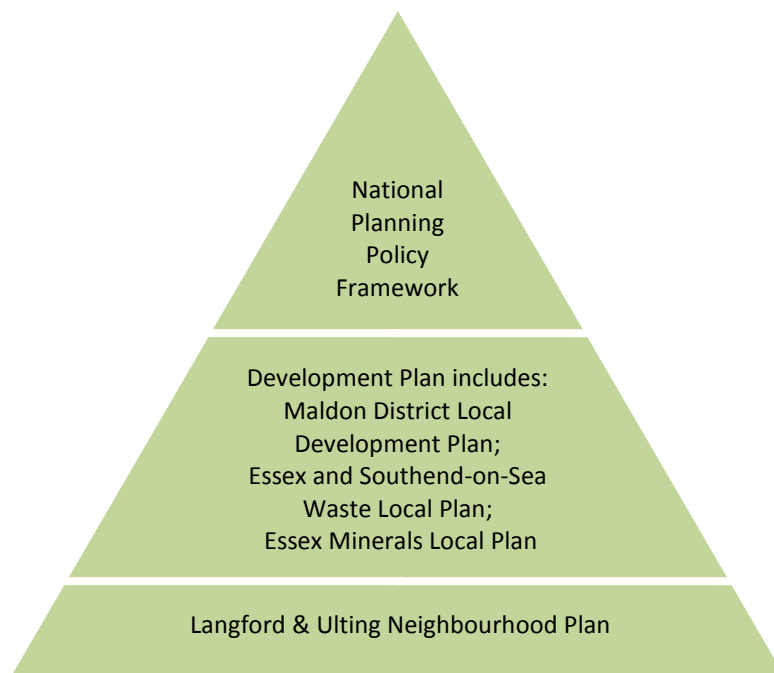 National
Planning
Policy
Framework
Development Plan includes:
Maldon District Local
Development Plan;
Essex and Southend-on-Sea
Waste Local Plan;
Essex Minerals Local Plan
Langford & Ulting Neighbourhood Plan